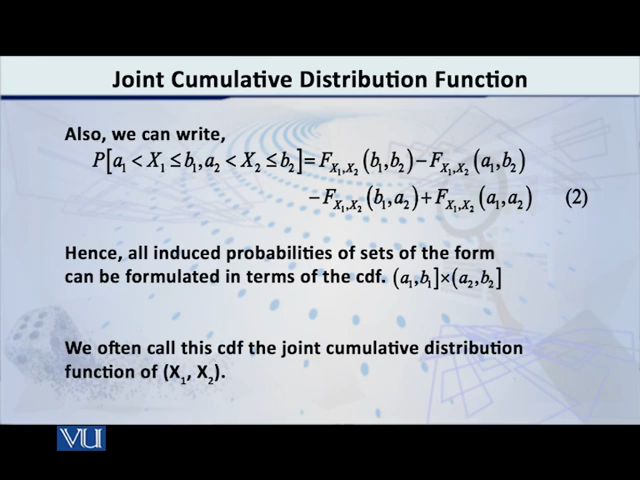 Joint Cumulative Distribution Function
Also, we can write,
P[a₁ < X₁ ≤ b₁, a₂ < X₂ ≤ b₂] = F_{X₁,X₂}(b₁,b₂) − F_{X₁,X₂}(a₁,b₂)
− F_{X₁,X₂}(b₁,a₂) + F_{X₁,X₂}(a₁,a₂) (2)
Hence, all induced probabilities of sets of the form
can be formulated in terms of the cdf. (a₁,b₁]×(a₂,b₂]
We often call this cdf the joint cumulative distribution
function of (X₁, X₂).
VU